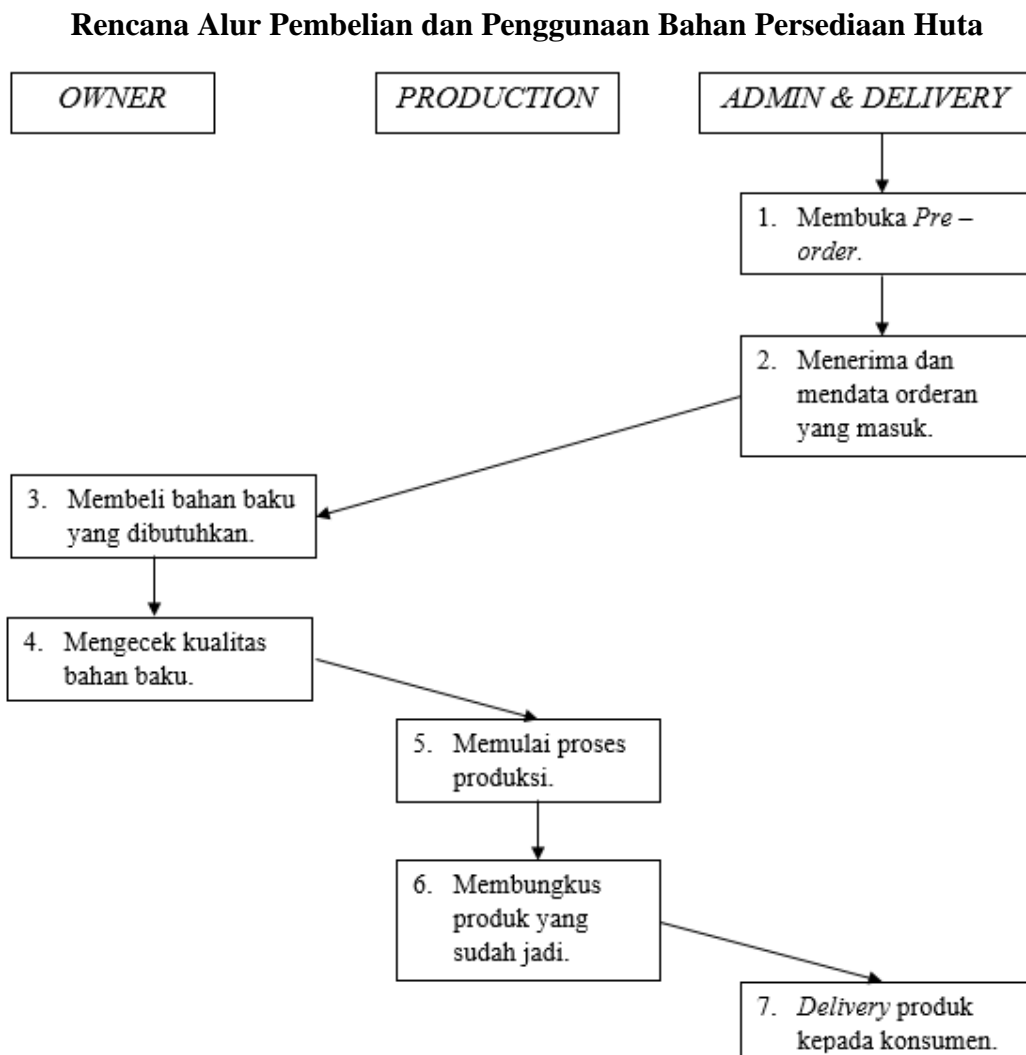 Rencana Alur Pembelian dan Penggunaan Bahan Persediaan Huta
OWNER
PRODUCTION
ADMIN & DELIVERY
1. Membuka Pre –
order.
2. Menerima dan
mendata orderan
yang masuk.
3. Membeli bahan baku
yang dibutuhkan.
4. Mengecek kualitas
bahan baku.
5. Memulai proses
produksi.
6. Membungkus
produk yang
sudah jadi.
7. Delivery produk
kepada konsumen.